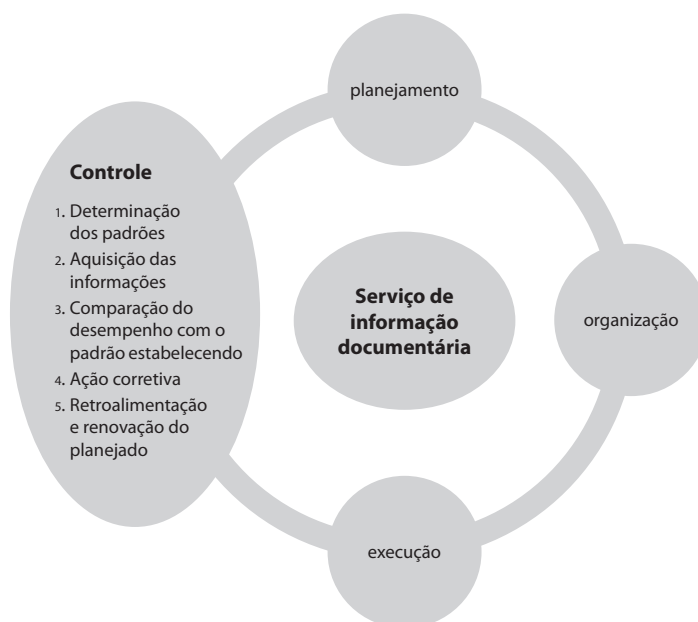 planejamento
Controle
1. Determinação
dos padrões
2. Aquisição das
informações
3. Comparação do
desempenho com o
padrão estabelecendo
4. Ação corretiva
5. Retroalimentação
e renovação do
planejado
Serviço de
informação
documentária
organização
execução